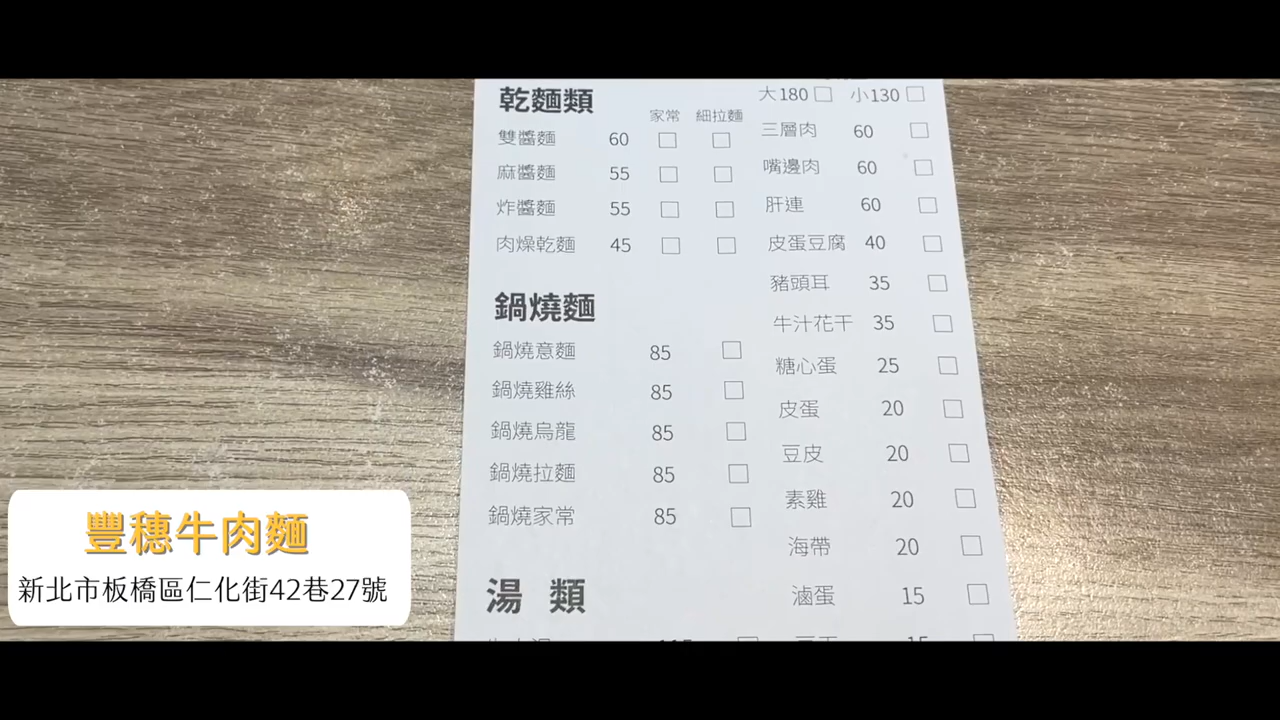 乾麵類
家常 細拉麵
雙醬麵 60 □ □
麻醬麵 55 □ □
炸醬麵 55 □ □
肉燥乾麵 45 □ □
鍋燒麵
鍋燒意麵 85 □
鍋燒雞絲 85 □
鍋燒烏龍 85 □
鍋燒拉麵 85 □
鍋燒家常 85 □
湯 類
大180 □ 小130 □
三層肉 60 □
嘴邊肉 60 □
肝連 60 □
皮蛋豆腐 40 □
豬頭耳 35 □
牛汁花干 35 □
糖心蛋 25 □
皮蛋 20 □
豆皮 20 □
素雞 20 □
海帶 20 □
滷蛋 15 □
豐穗牛肉麵
新北市板橋區仁化街42巷27號